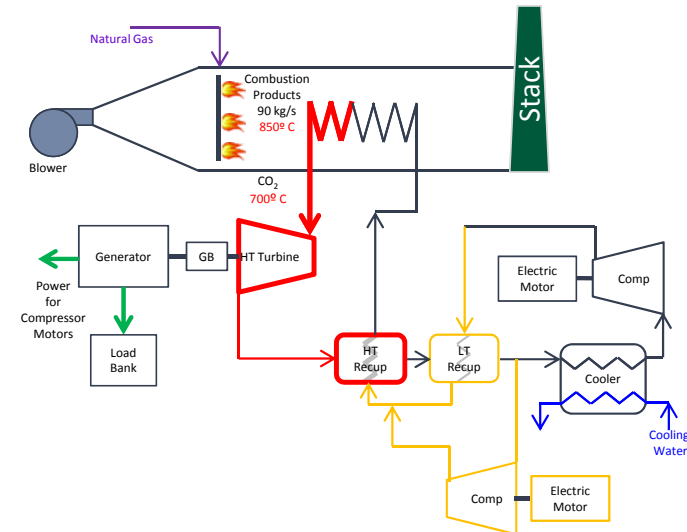 Natural Gas
Combustion
Products
90 kg/s
850º C
Stack
Blower
CO2
700º C
Generator
GB
HT Turbine
Electric
Motor
Comp
Power
for
Compressor
Motors
Load
Bank
HT
Recup
LT
Recup
Cooler
Cooling
Water
Comp
Electric
Motor